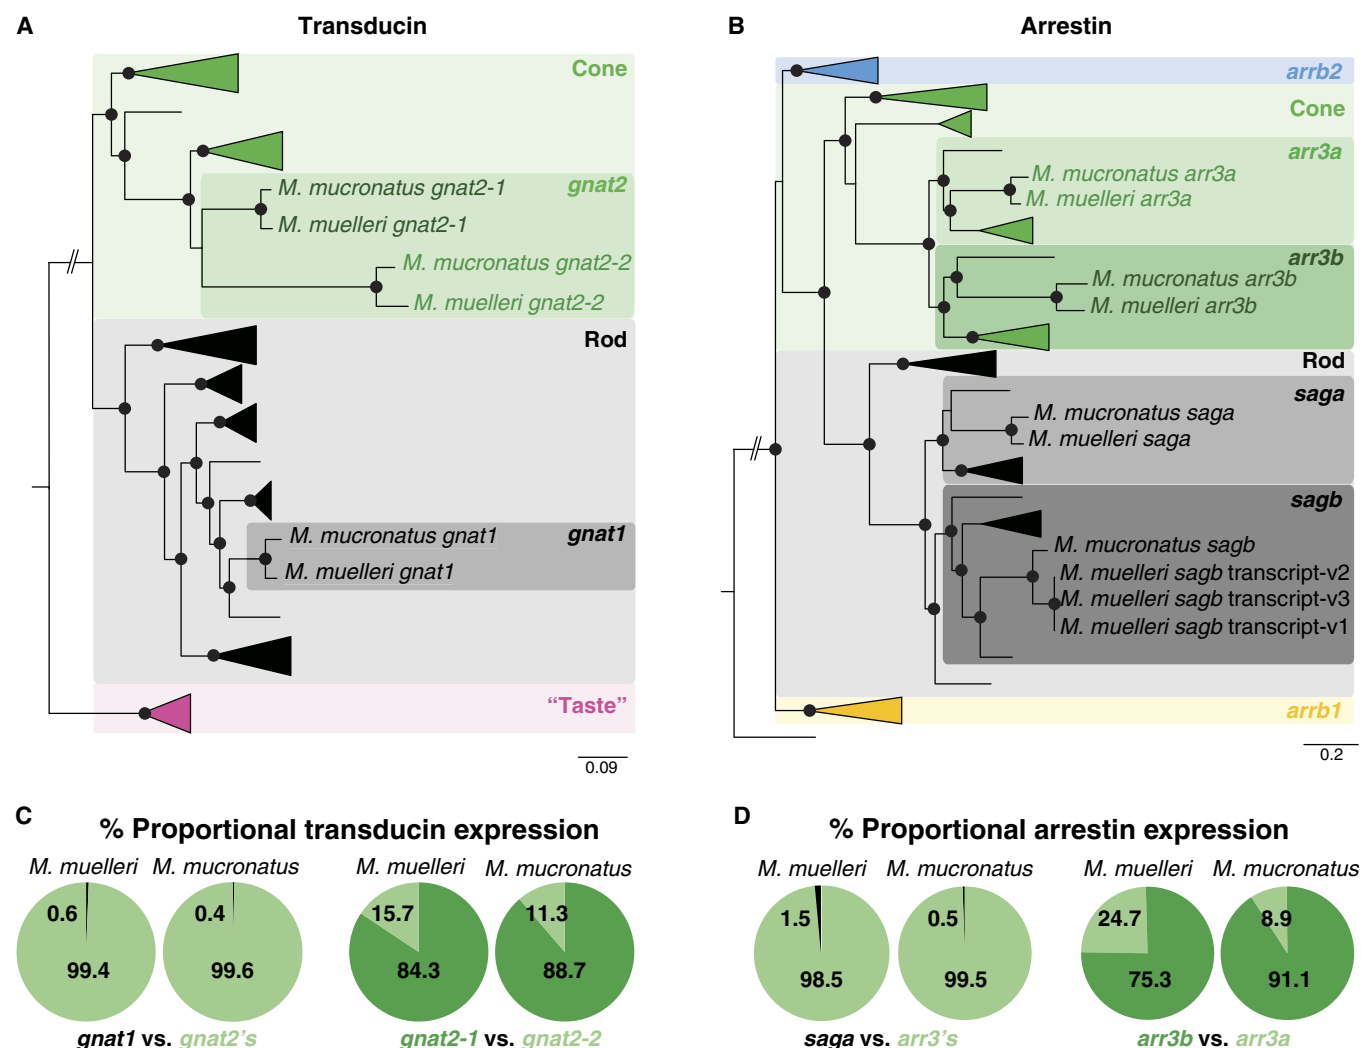 A
Transducin
Cone
gnat2
M. mucronatus gnat2-1
M. muelleri gnat2-1
M. mucronatus gnat2-2
M. muelleri gnat2-2
Rod
M. mucronatus gnat1
gnat1
M. muelleri gnat1
“Taste”
0.09
B
Arrestin
arrb2
Cone
arr3a
M. mucronatus arr3a
M. muelleri arr3a
arr3b
M. mucronatus arr3b
M. muelleri arr3b
Rod
saga
M. mucronatus saga
M. muelleri saga
sagb
M. mucronatus sagb
M. muelleri sagb transcript-v2
M. muelleri sagb transcript-v3
M. muelleri sagb transcript-v1
arrb1
0.2
C
% Proportional transducin expression
M. muelleri M. mucronatus M. muelleri M. mucronatus
0.6 0.4 15.7 11.3
99.4 99.6 84.3 88.7
gnat1 vs. gnat2's gnat2-1 vs. gnat2-2
D
% Proportional arrestin expression
M. muelleri M. mucronatus M. muelleri M. mucronatus
1.5 0.5 24.7 8.9
98.5 99.5 75.3 91.1
saga vs. arr3's arr3b vs. arr3a